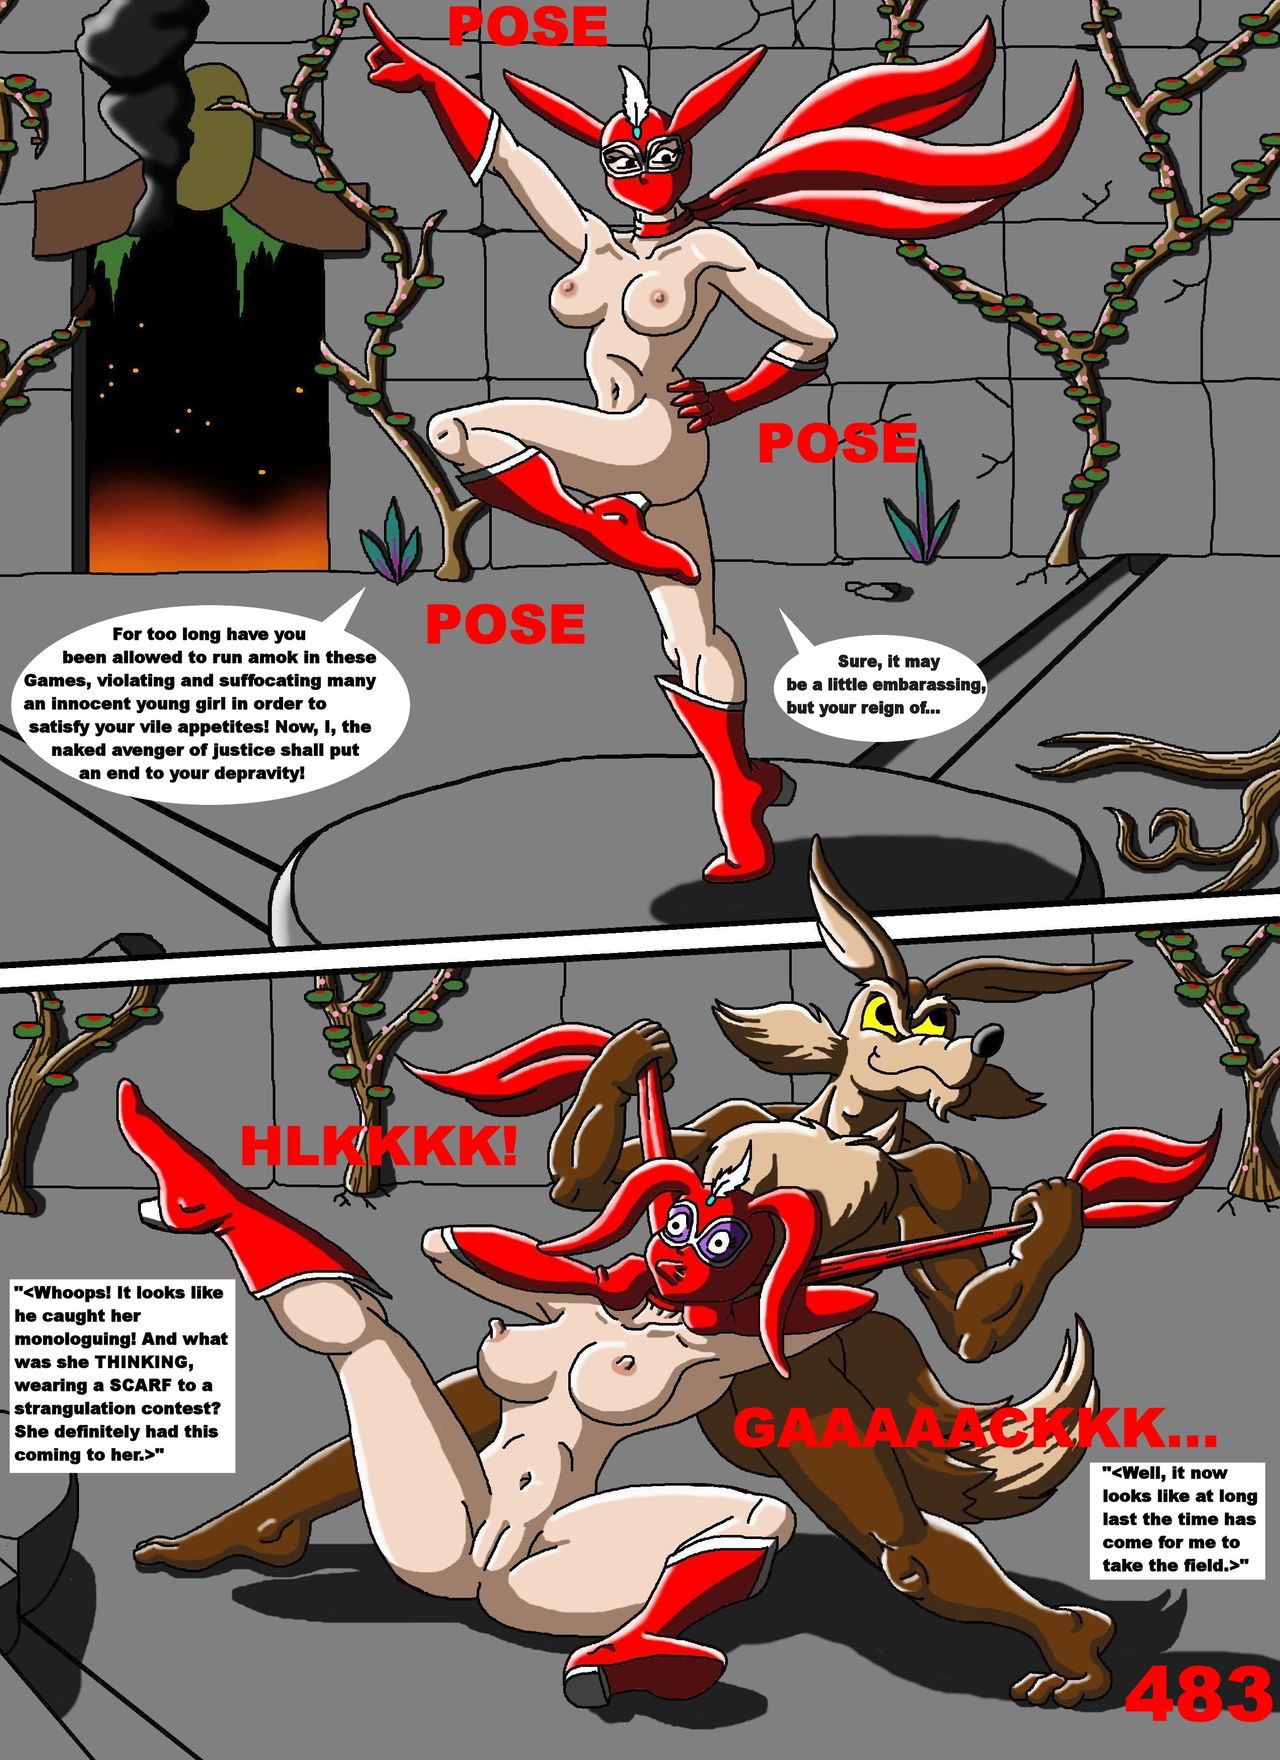 POSE
POSE
POSE
For too long have you
been allowed to run amok in these
Games, violating and suffocating many
an innocent young girl in order to
satisfy your vile appetites! Now, I, the
naked avenger of justice shall put
an end to your depravity!
Sure, it may
be a little embarassing,
but your reign of...
HLKKKK!
"<Whoops! It looks like
he caught her
monologuing! And what
was she THINKING,
wearing a SCARF to a
strangulation contest?
She definitely had this
coming to her.>"
GAAAAACKKK...
"<Well, it now
looks like at long
last the time has
come for me to
take the field.>"
483